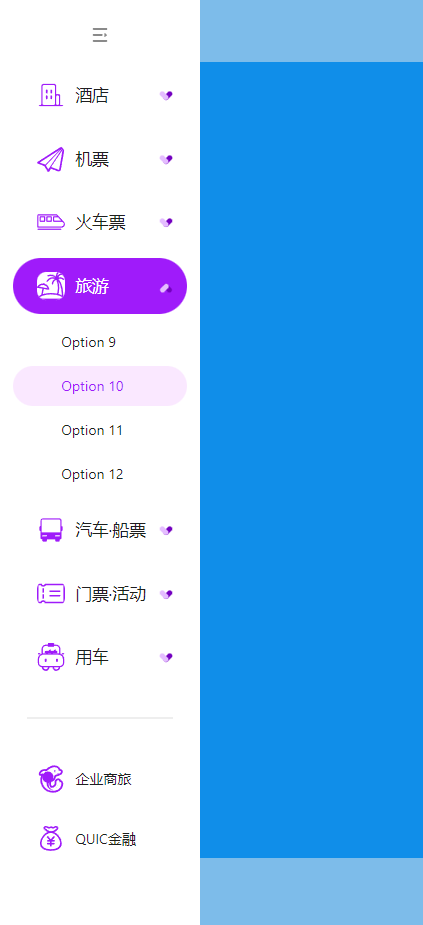 酒店
机票
火车票
旅游
Option 9
Option 10
Option 11
Option 12
汽车·船票
门票·活动
用车
企业商旅
QUIC金融